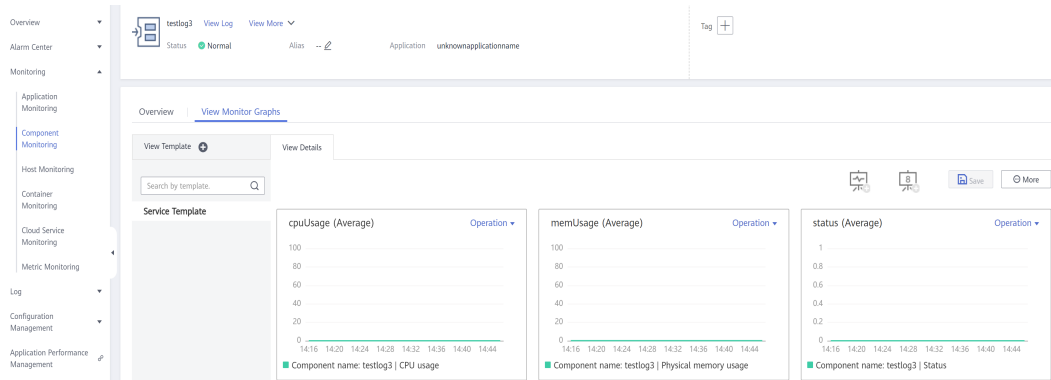 Overview
Alarm Center
Monitoring
Application
Monitoring
Component
Monitoring
Host Monitoring
Container
Monitoring
Cloud Service
Monitoring
Metric Monitoring
Log
Configuration
Management
Application Performance
Management
testlog3 View Log View More
Status Normal Alias -- Application unknownapplicationname
Tag
Overview View Monitor Graphs
View Template View Details
Search by template.
8 Save More
Service Template
cpuUsage (Average) Operation
100
80
60
40
20
0
14:16 14:20 14:24 14:28 14:32 14:36 14:40 14:44
Component name: testlog3 | CPU usage
memUsage (Average) Operation
100
80
60
40
20
0
14:16 14:20 14:24 14:28 14:32 14:36 14:40 14:44
Component name: testlog3 | Physical memory usage
status (Average) Operation
1
0.8
0.6
0.4
0.2
0
14:16 14:20 14:24 14:28 14:32 14:36 14:40 14:44
Component name: testlog3 | Status